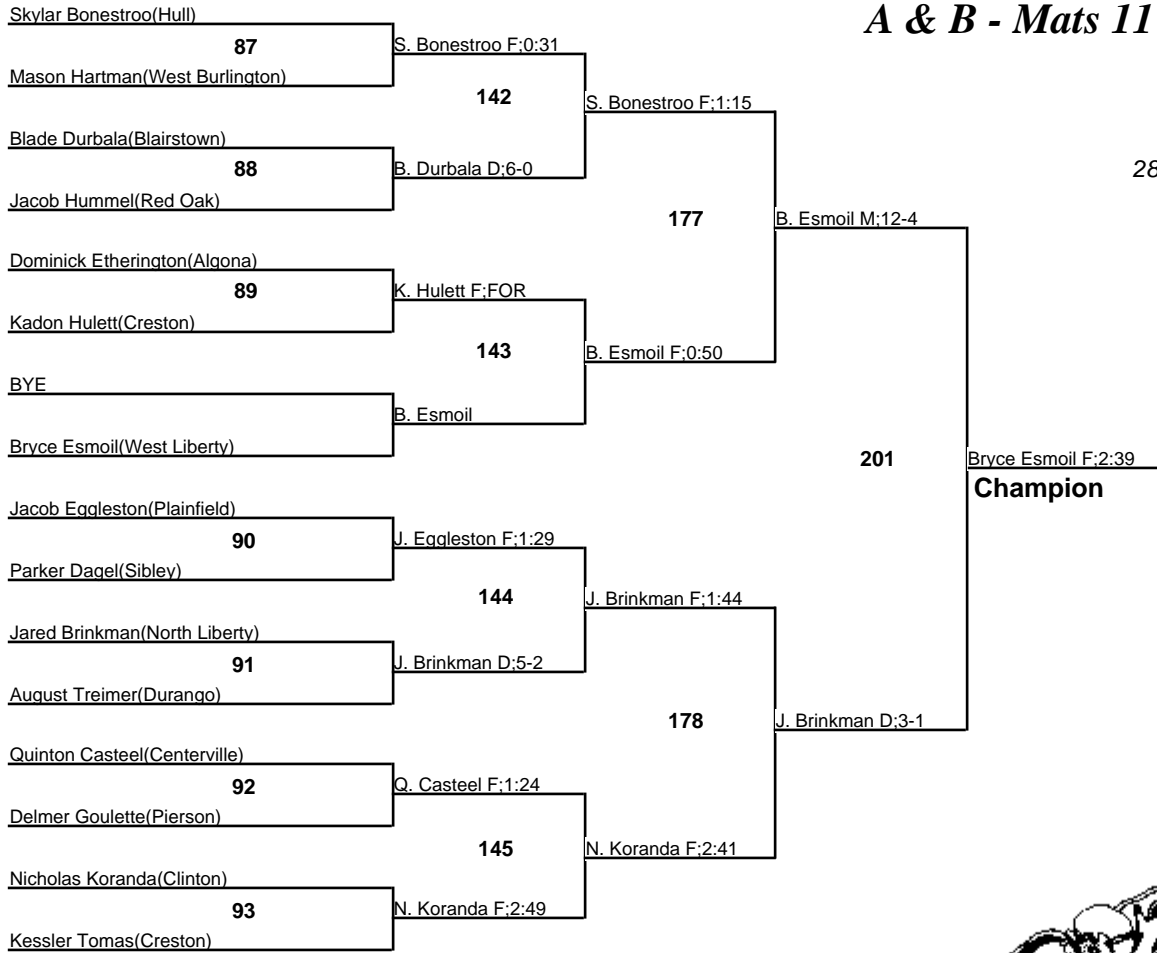 A & B - Mats 11
28
Skylar Bonestroo(Hull)
87
Mason Hartman(West Burlington)
S. Bonestroo F;0:31
142
Blade Durbala(Blairstown)
88
Jacob Hummel(Red Oak)
B. Durbala D;6-0
S. Bonestroo F;1:15
177
Dominick Etherington(Algona)
89
Kadon Hulett(Creston)
K. Hulett F;FOR
143
BYE
Bryce Esmoil(West Liberty)
B. Esmoil
B. Esmoil F;0:50
B. Esmoil M;12-4
201
Bryce Esmoil F;2:39
Champion
Jacob Eggleston(Plainfield)
90
Parker Dagel(Sibley)
J. Eggleston F;1:29
144
Jared Brinkman(North Liberty)
91
August Treimer(Durango)
J. Brinkman D;5-2
J. Brinkman F;1:44
178
J. Brinkman D;3-1
Quinton Casteel(Centerville)
92
Delmer Goulette(Pierson)
Q. Casteel F;1:24
145
Nicholas Koranda(Clinton)
93
Kessler Tomas(Creston)
N. Koranda F;2:49
N. Koranda F;2:41